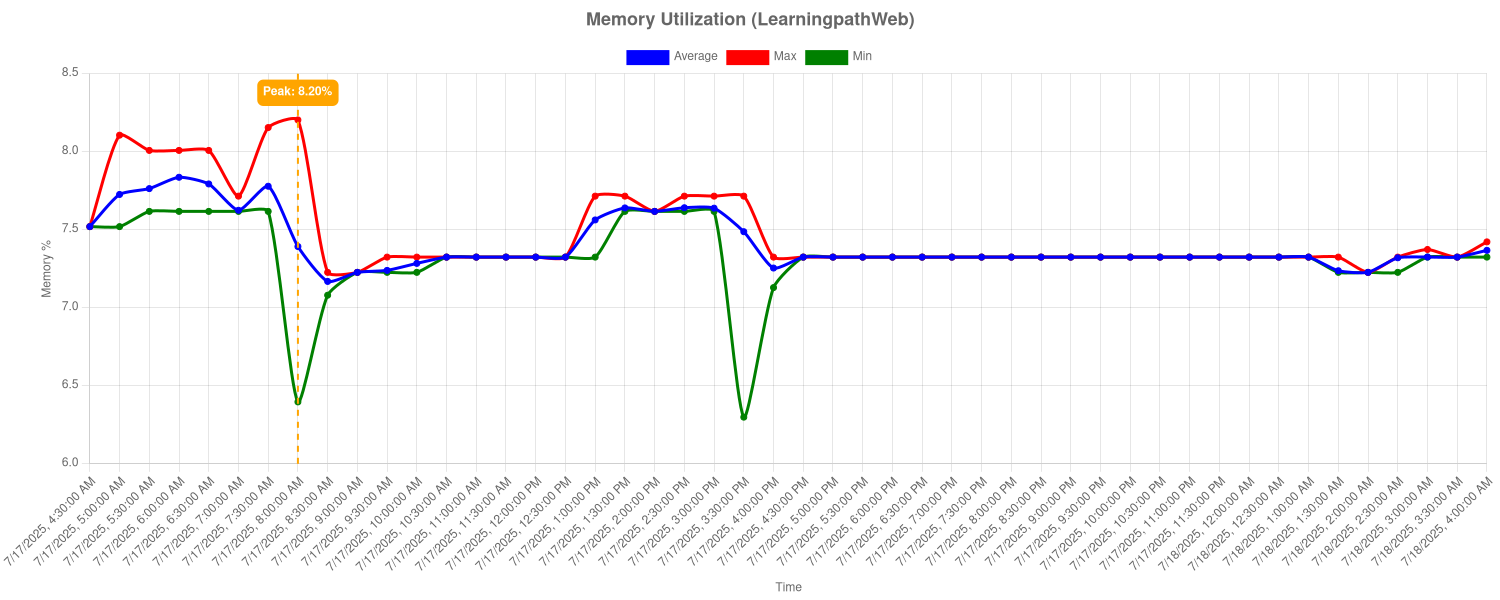 Memory Utilization (LearningpathWeb)
Average Max Min
Peak: 8.20%
8.5
8.0
7.5
7.0
6.5
6.0
Memory %
7/17/2025, 4:30:00 AM
7/17/2025, 5:00:00 AM
7/17/2025, 5:30:00 AM
7/17/2025, 6:00:00 AM
7/17/2025, 6:30:00 AM
7/17/2025, 7:00:00 AM
7/17/2025, 7:30:00 AM
7/17/2025, 8:00:00 AM
7/17/2025, 8:30:00 AM
7/17/2025, 9:00:00 AM
7/17/2025, 9:30:00 AM
7/17/2025, 10:00:00 AM
7/17/2025, 10:30:00 AM
7/17/2025, 11:00:00 AM
7/17/2025, 11:30:00 AM
7/17/2025, 12:00:00 PM
7/17/2025, 12:30:00 PM
7/17/2025, 1:00:00 PM
7/17/2025, 1:30:00 PM
7/17/2025, 2:00:00 PM
7/17/2025, 2:30:00 PM
7/17/2025, 3:00:00 PM
7/17/2025, 3:30:00 PM
7/17/2025, 4:00:00 PM
7/17/2025, 4:30:00 PM
7/17/2025, 5:00:00 PM
7/17/2025, 5:30:00 PM
7/17/2025, 6:00:00 PM
7/17/2025, 6:30:00 PM
7/17/2025, 7:00:00 PM
7/17/2025, 7:30:00 PM
7/17/2025, 8:00:00 PM
7/17/2025, 8:30:00 PM
7/17/2025, 9:00:00 PM
7/17/2025, 9:30:00 PM
7/17/2025, 10:00:00 PM
7/17/2025, 10:30:00 PM
7/17/2025, 11:00:00 PM
7/17/2025, 11:30:00 PM
7/18/2025, 12:00:00 AM
7/18/2025, 12:30:00 AM
7/18/2025, 1:00:00 AM
7/18/2025, 1:30:00 AM
7/18/2025, 2:00:00 AM
7/18/2025, 2:30:00 AM
7/18/2025, 3:00:00 AM
7/18/2025, 3:30:00 AM
7/18/2025, 4:00:00 AM
Time